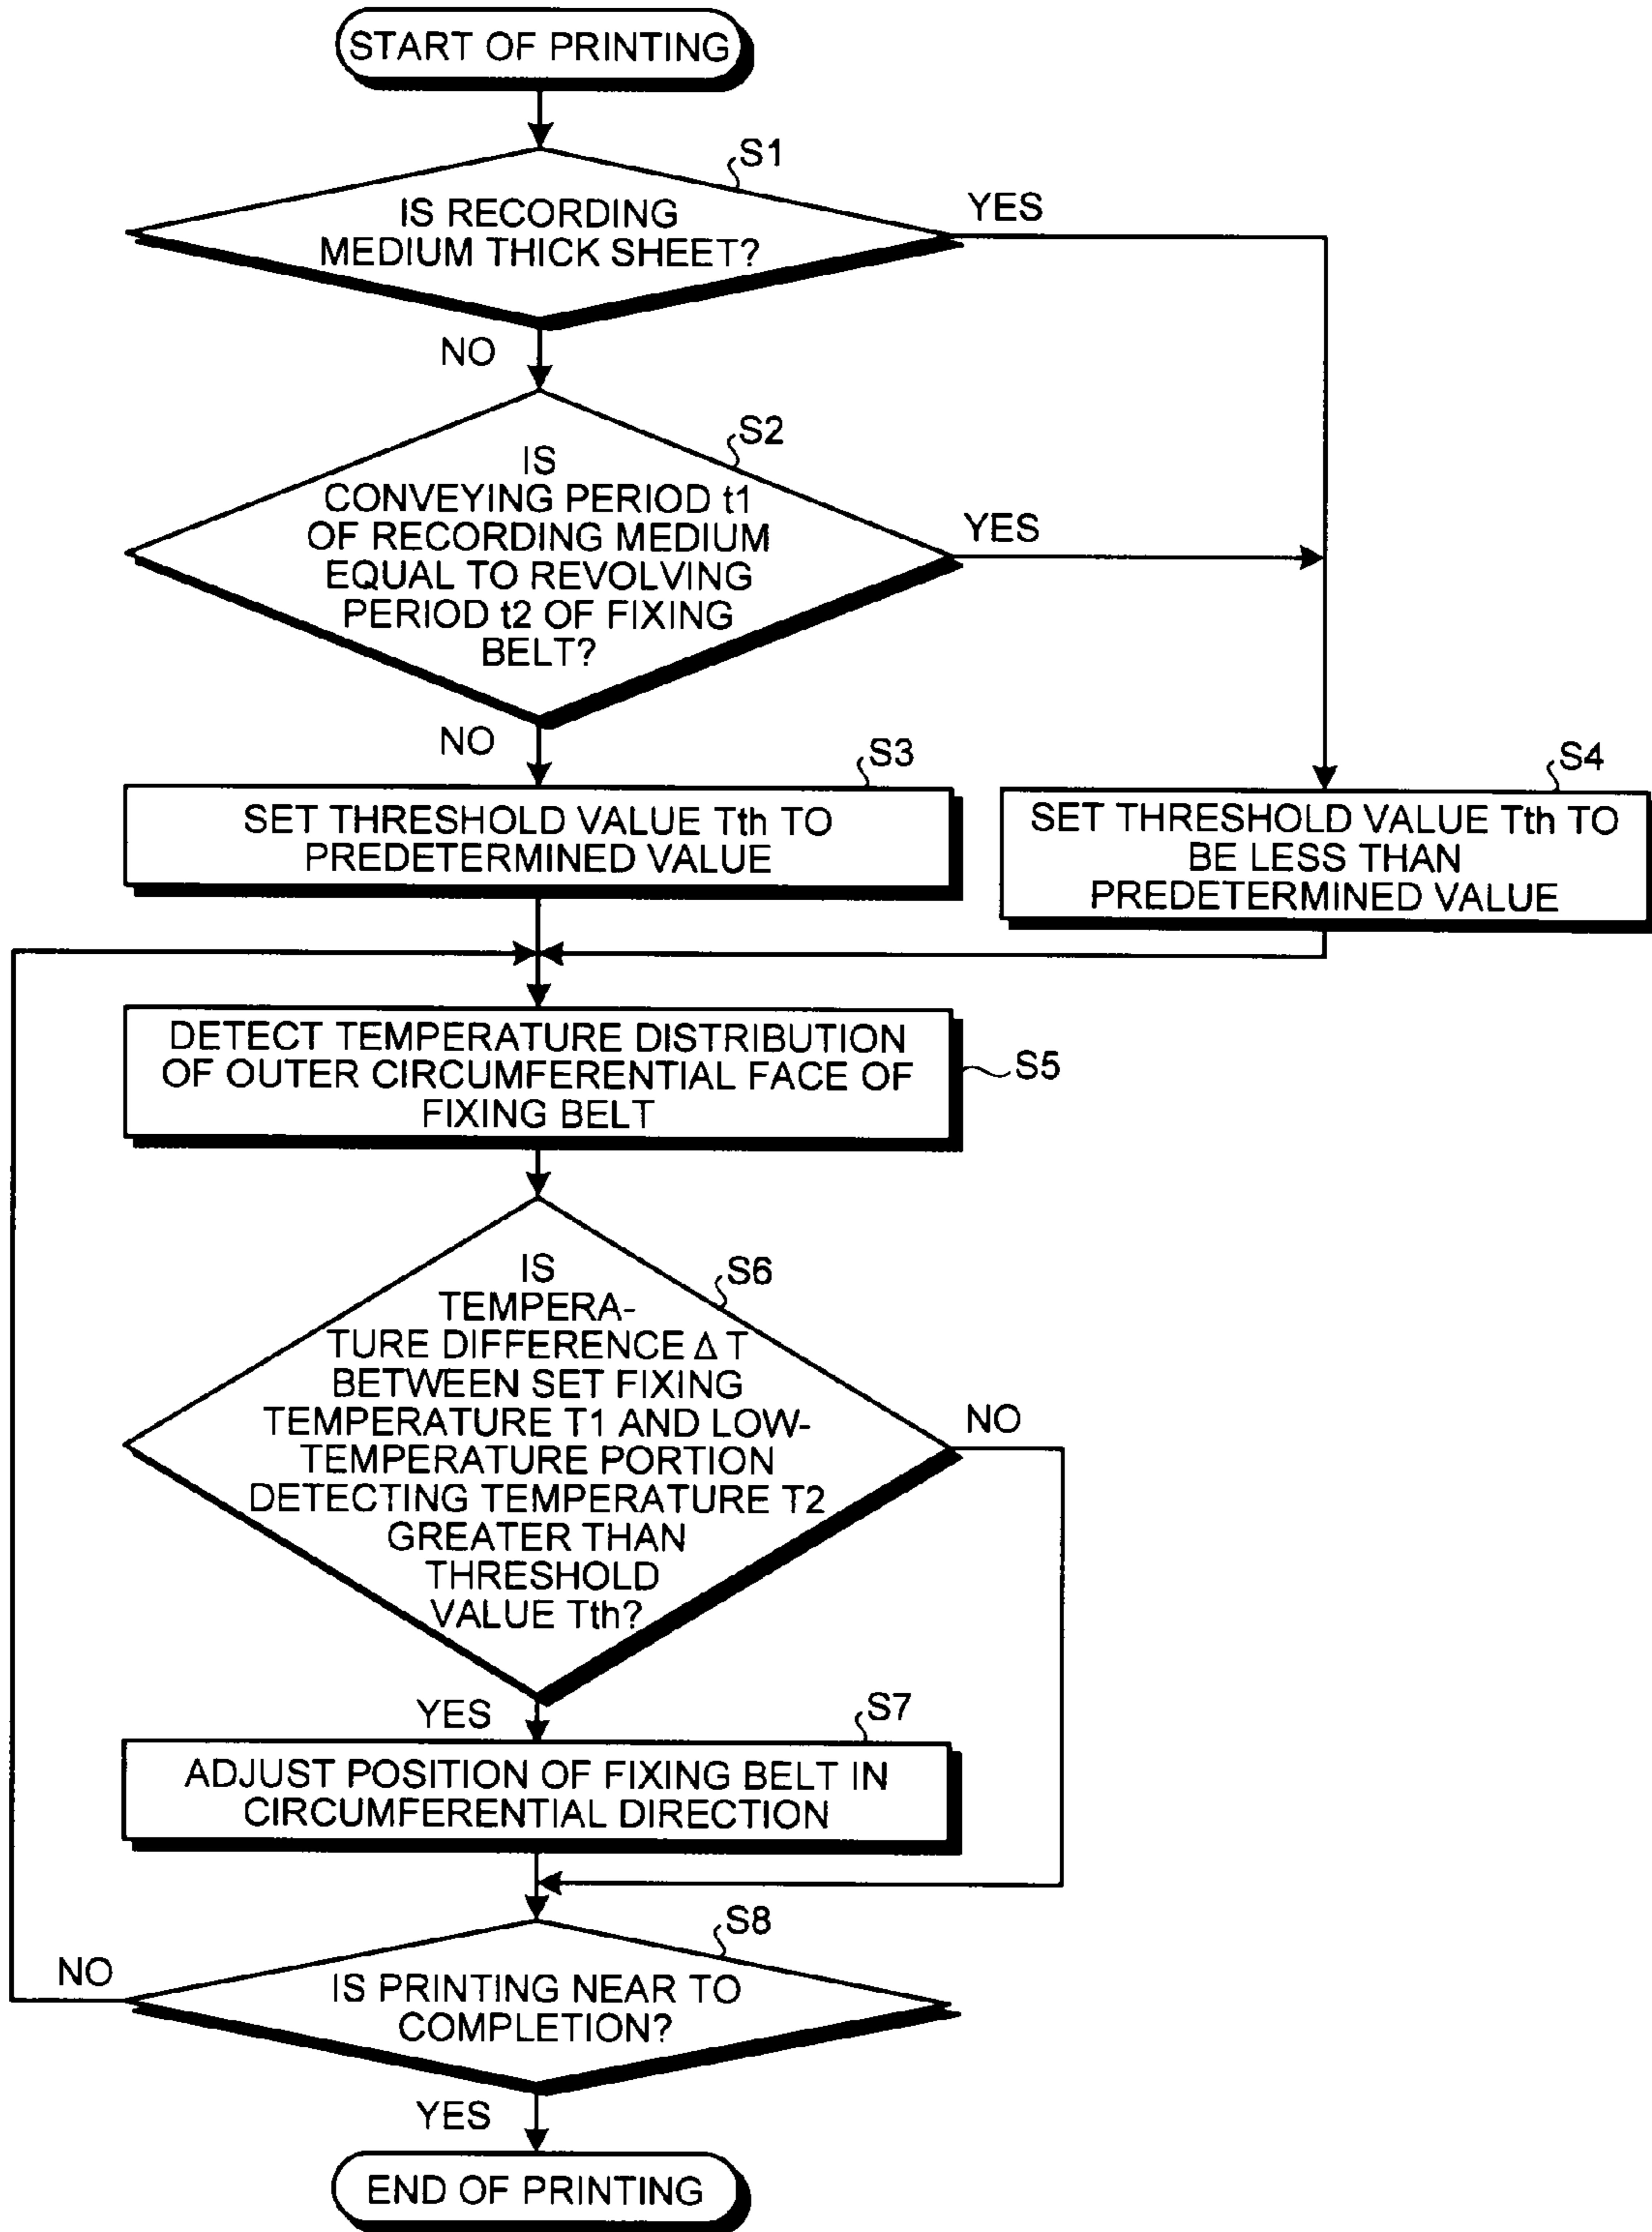 START OF PRINTING
S1
IS RECORDING
MEDIUM THICK SHEET?
YES
NO
S2
IS
CONVEYING PERIOD t1
OF RECORDING MEDIUM
EQUAL TO REVOLVING
PERIOD t2 OF FIXING
BELT?
YES
NO
S3
SET THRESHOLD VALUE Tth TO
PREDETERMINED VALUE
S4
SET THRESHOLD VALUE Tth TO
BE LESS THAN
PREDETERMINED VALUE
DETECT TEMPERATURE DISTRIBUTION
OF OUTER CIRCUMFERENTIAL FACE OF
FIXING BELT
S5
S6
IS
TEMPERA-
TURE DIFFERENCE Δ T
BETWEEN SET FIXING
TEMPERATURE T1 AND LOW-
TEMPERATURE PORTION
DETECTING TEMPERATURE T2
GREATER THAN
THRESHOLD
VALUE Tth?
NO
YES
S7
ADJUST POSITION OF FIXING BELT IN
CIRCUMFERENTIAL DIRECTION
S8
NO
IS PRINTING NEAR TO
COMPLETION?
YES
END OF PRINTING